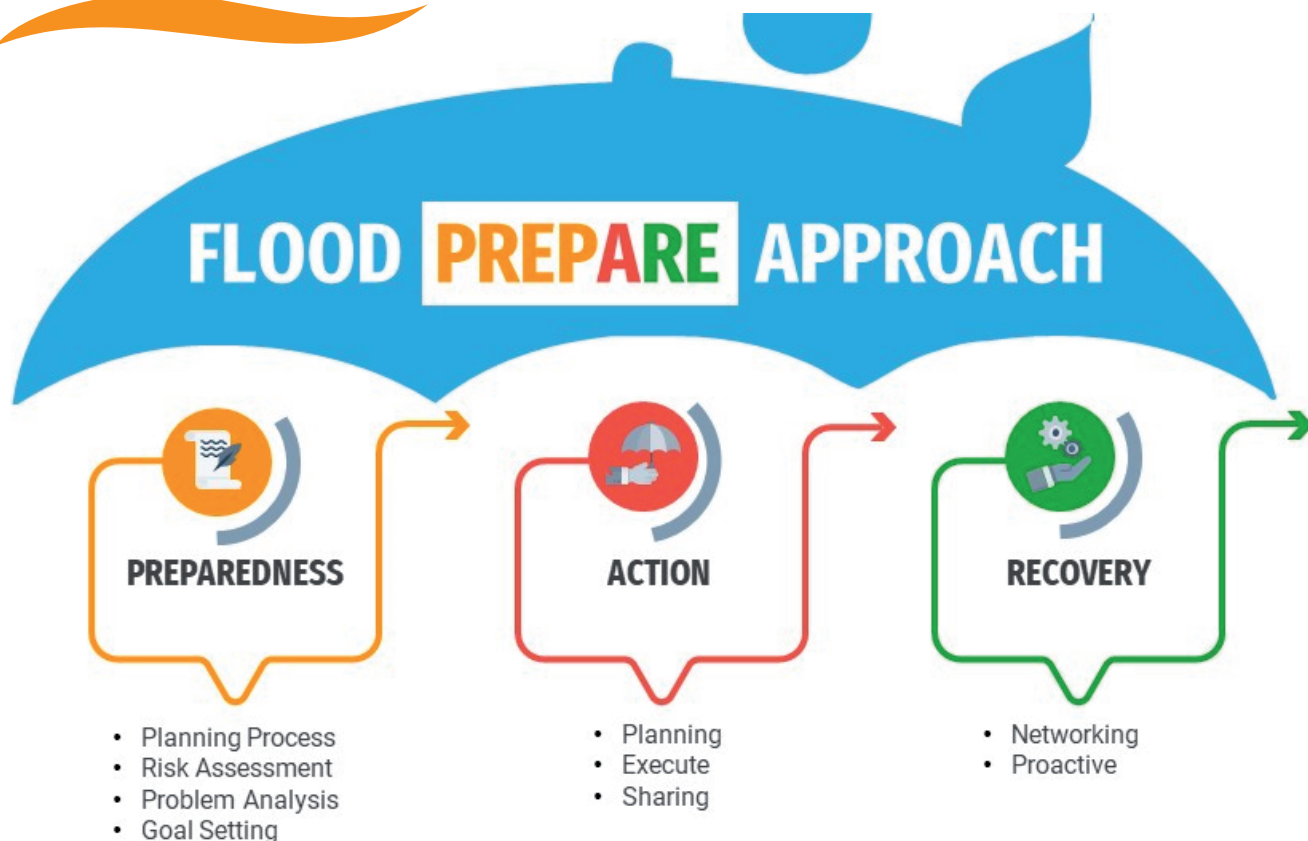 FLOOD PREPARE APPROACH
PREPAREDNESS
• Planning Process
• Risk Assessment
• Problem Analysis
• Goal Setting
ACTION
• Planning
• Execute
• Sharing
RECOVERY
• Networking
• Proactive